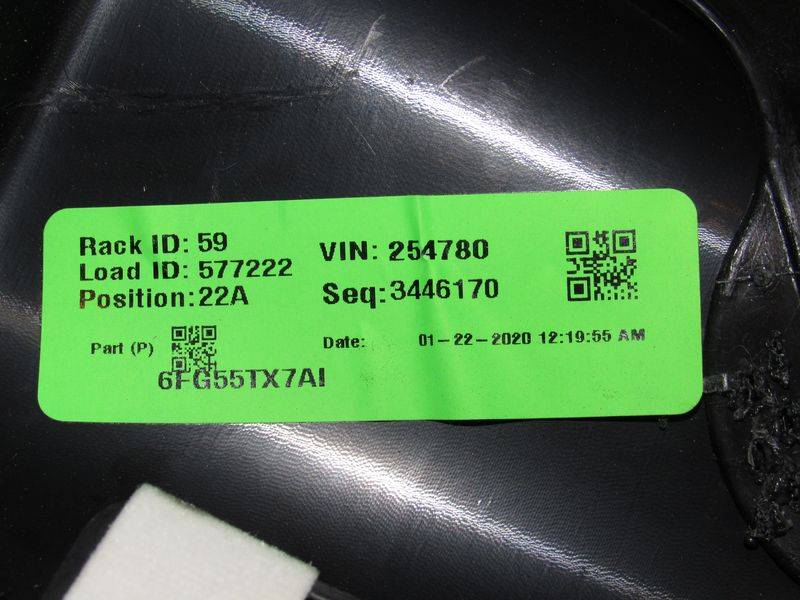 Rack ID: 59
Load ID: 577222
Position:22A
VIN: 254780
Seq:3446170
Part (P)
6FG55TX7AI
Date: 01-22-2020 12:19:55 AM